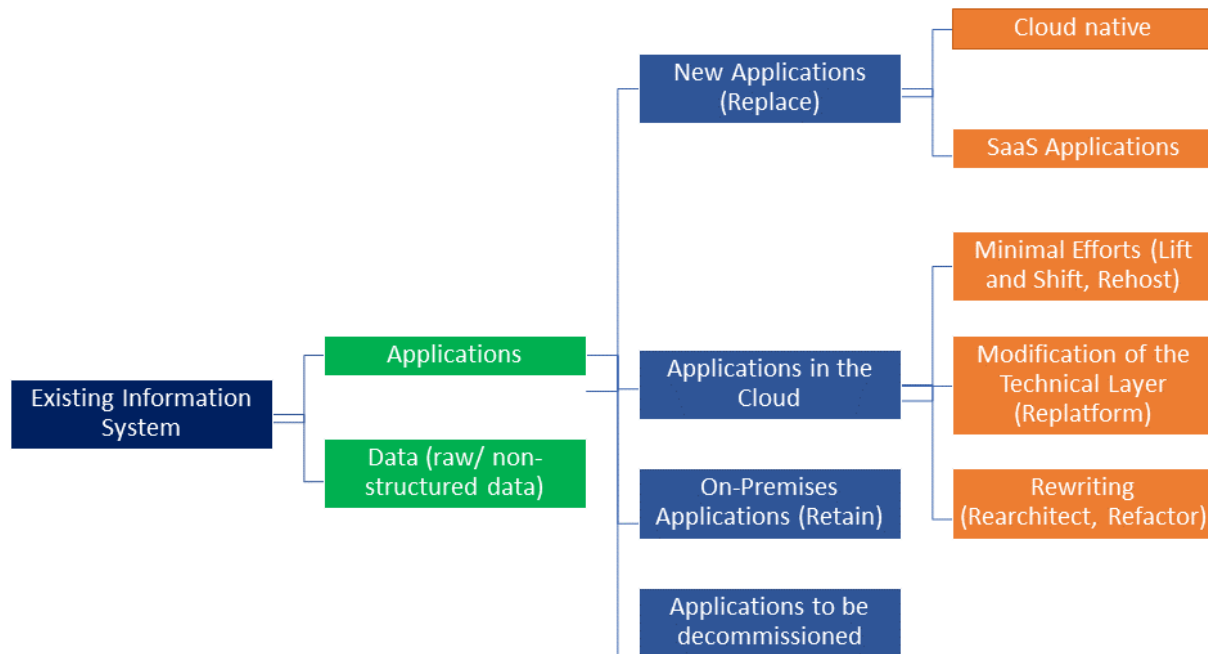 Cloud native
New Applications
(Replace)
SaaS Applications
Minimal Efforts (Lift
and Shift, Rehost)
Applications
Existing Information
System
Applications in the
Cloud
Modification of the
Technical Layer
(Replatform)
Data (raw/ non-
structured data)
On-Premises
Applications (Retain)
Rewriting
(Rearchitect, Refactor)
Applications to be
decommissioned